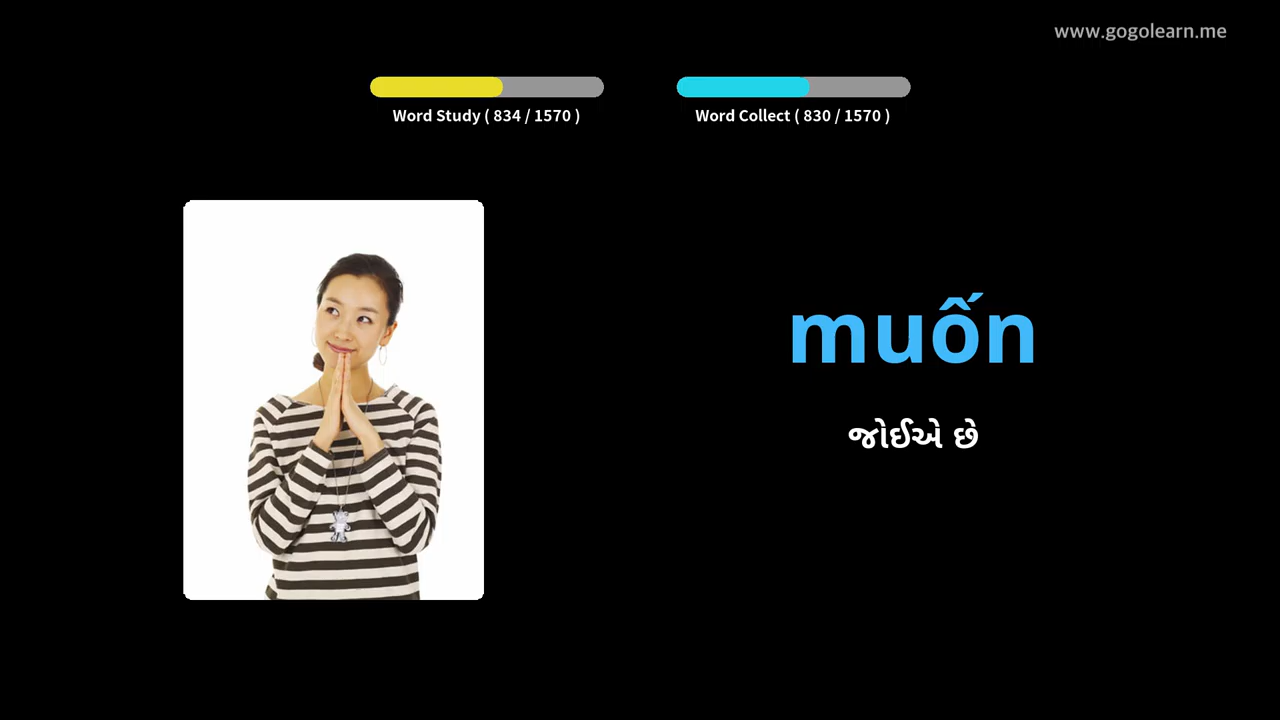 www.gogolearn.me
Word Study ( 834 / 1570 )
Word Collect ( 830 / 1570 )
muốn
જોઈએ છે